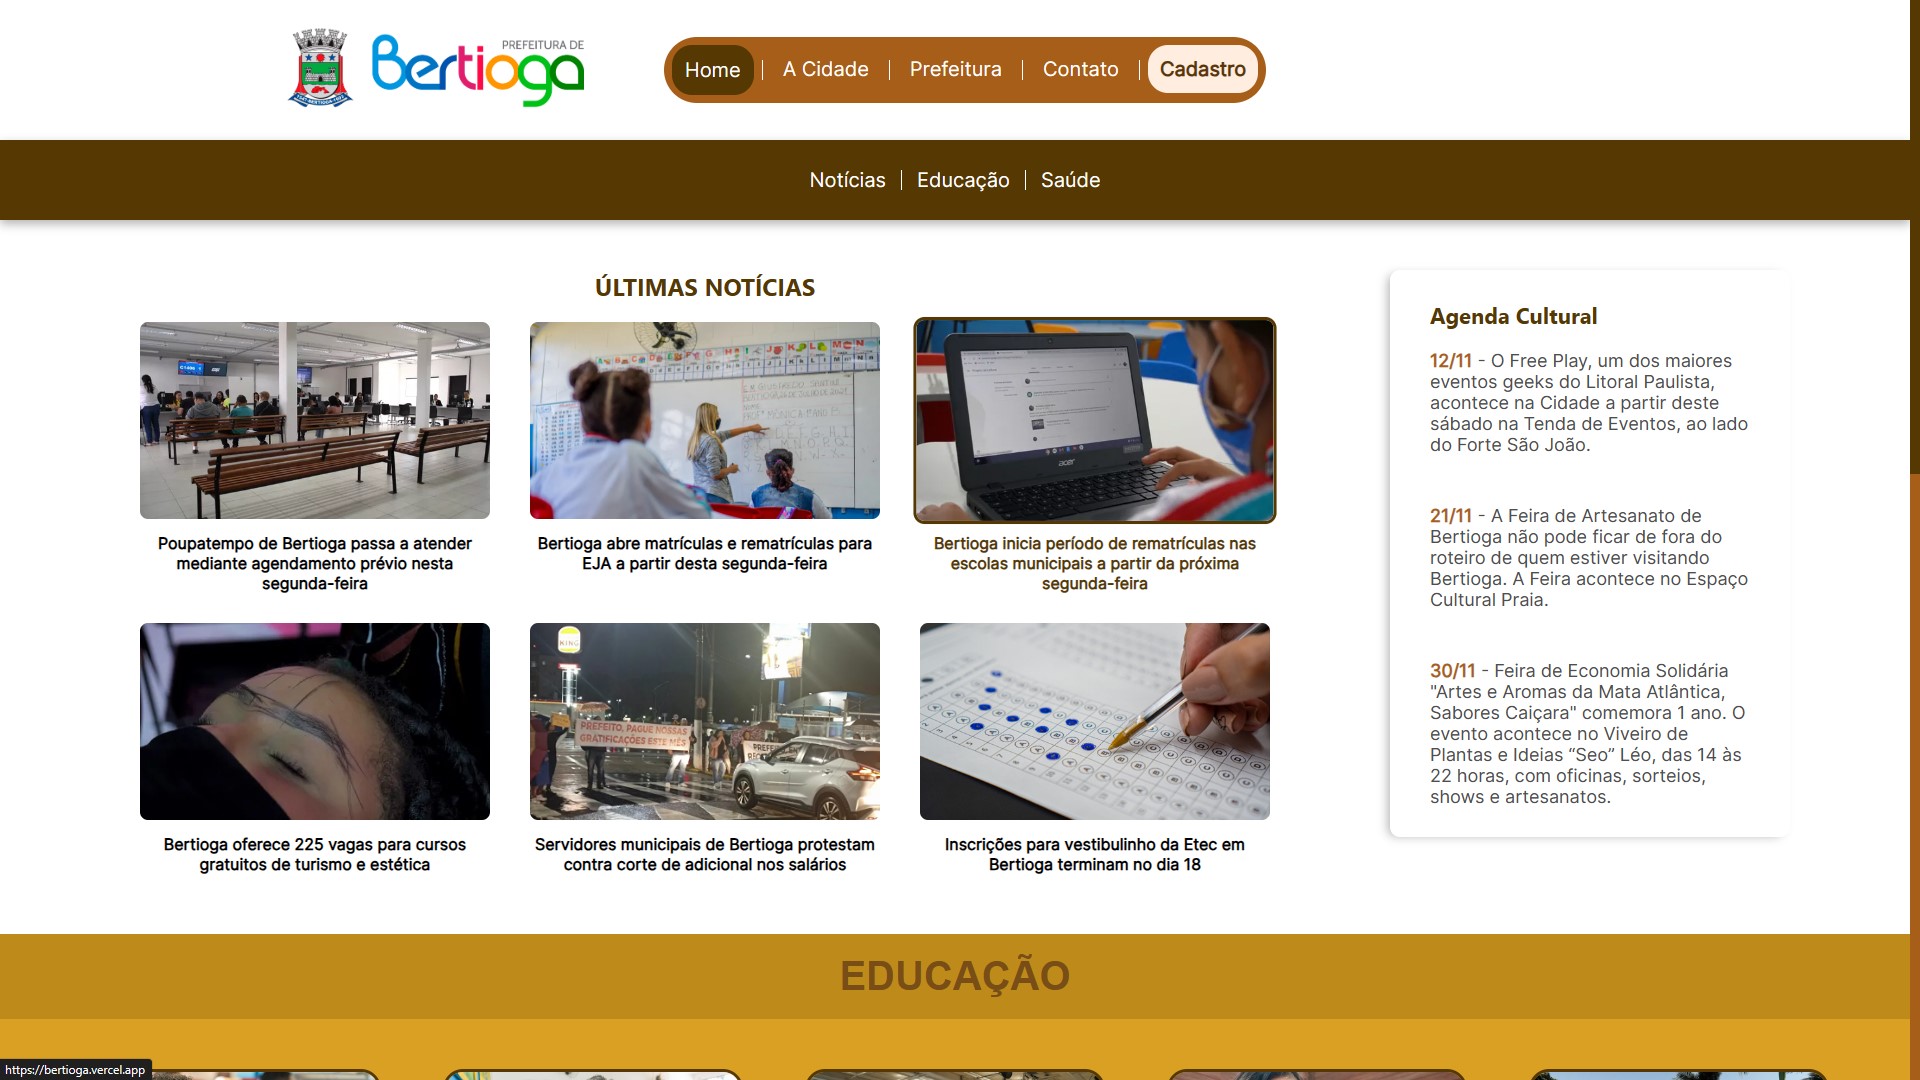 PREFEITURA DE
Bertioga
Home
A Cidade
Prefeitura
Contato
Cadastro
Notícias
Educação
Saúde
ÚLTIMAS NOTÍCIAS
Poupatempo de Bertioga passa a atender
mediante agendamento prévio nesta
segunda-feira
Bertioga abre matrículas e rematrículas para
EJA a partir desta segunda-feira
acer
Bertioga inicia período de rematrículas nas
escolas municipais a partir da próxima
segunda-feira
Bertioga oferece 225 vagas para cursos
gratuitos de turismo e estética
KING
PREFEITO, PAGUE NOSSAS
GRATIFICAÇÕES ESTE MÊS
Servidores municipais de Bertioga protestam
contra corte de adicional nos salários
Inscrições para vestibulinho da Etec em
Bertioga terminam no dia 18
Agenda Cultural
12/11 - O Free Play, um dos maiores
eventos geeks do Litoral Paulista,
acontece na Cidade a partir deste
sábado na Tenda de Eventos, ao lado
do Forte São João.
21/11 - A Feira de Artesanato de
Bertioga não pode ficar de fora do
roteiro de quem estiver visitando
Bertioga. A Feira acontece no Espaço
Cultural Praia.
30/11 - Feira de Economia Solidária
"Artes e Aromas da Mata Atlântica,
Sabores Caiçara" comemora 1 ano. O
evento acontece no Viveiro de
Plantas e Ideias “Seo” Léo, das 14 às
22 horas, com oficinas, sorteios,
shows e artesanatos.
EDUCAÇÃO
https://bertioga.vercel.app